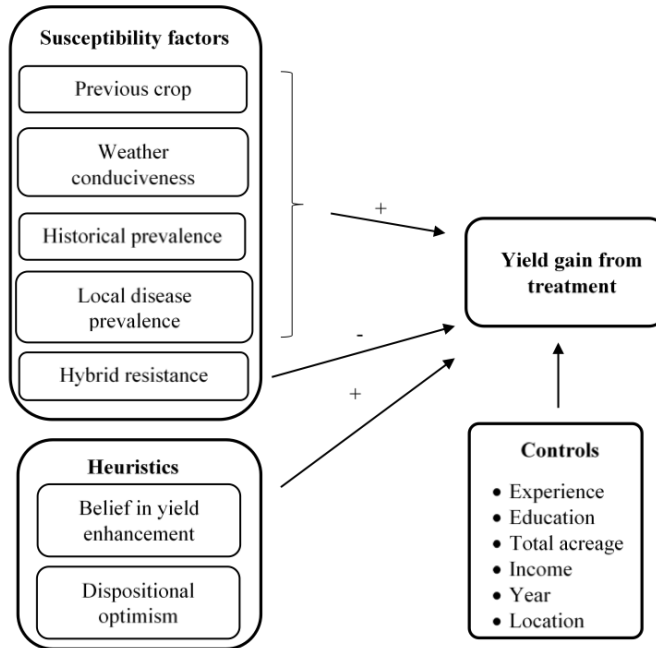 Susceptibility factors
Previous crop
Weather
conduciveness
Historical prevalence
Local disease
prevalence
Hybrid resistance
+
-
+
Yield gain from
treatment
Heuristics
Belief in yield
enhancement
Dispositional
optimism
Controls
• Experience
• Education
• Total acreage
• Income
• Year
• Location